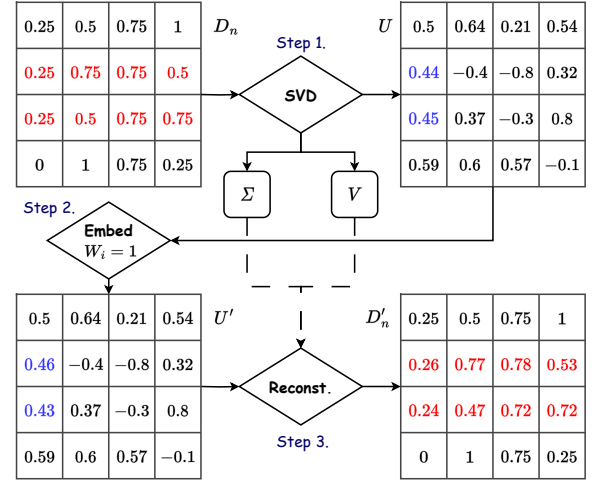 0.25 0.5 0.75 1
0.25 0.75 0.75 0.5
0.25 0.5 0.75 0.75
0 1 0.75 0.25
Dₙ
Step 1.
SVD
U
0.5 0.64 0.21 0.54
0.44 −0.4 −0.8 0.32
0.45 0.37 −0.3 0.8
0.59 0.6 0.57 −0.1
Σ
V
Step 2.
Embed
Wᵢ = 1
0.5 0.64 0.21 0.54
0.46 −0.4 −0.8 0.32
0.43 0.37 −0.3 0.8
0.59 0.6 0.57 −0.1
U′
Reconst.
Step 3.
D′ₙ
0.25 0.5 0.75 1
0.26 0.77 0.78 0.53
0.24 0.47 0.72 0.72
0 1 0.75 0.25